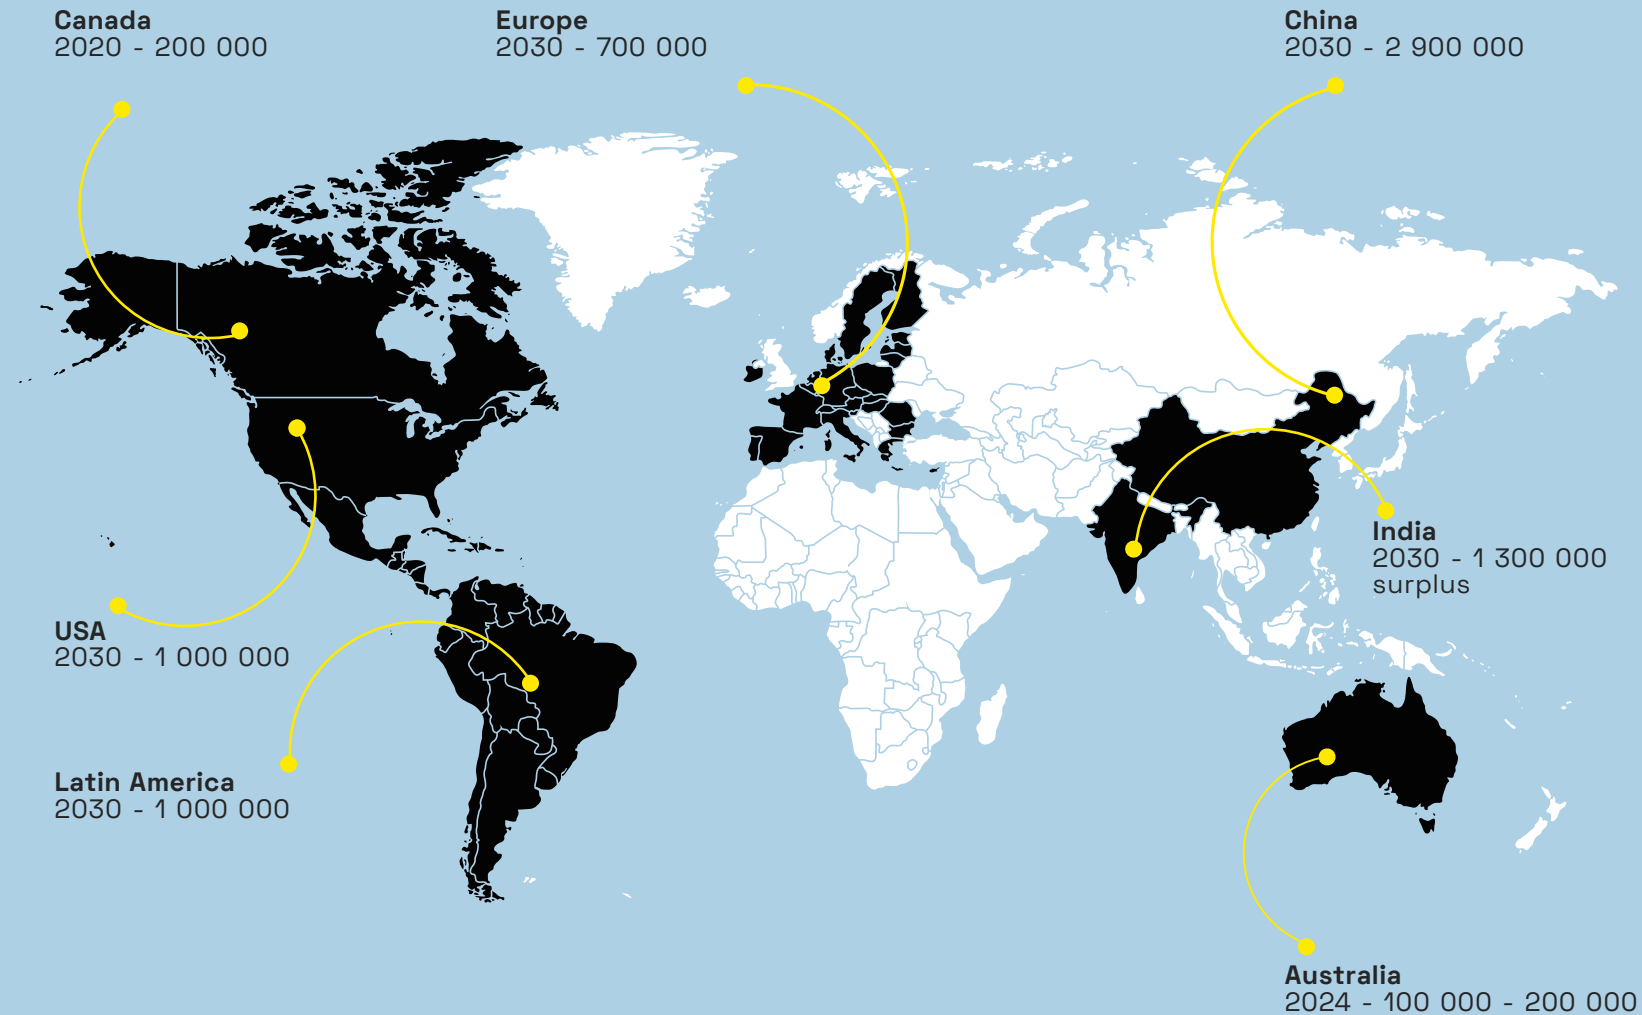 Canada
2020 - 200 000
Europe
2030 - 700 000
China
2030 - 2 900 000
India
2030 - 1 300 000
surplus
USA
2030 - 1 000 000
Latin America
2030 - 1 000 000
Australia
2024 - 100 000 - 200 000